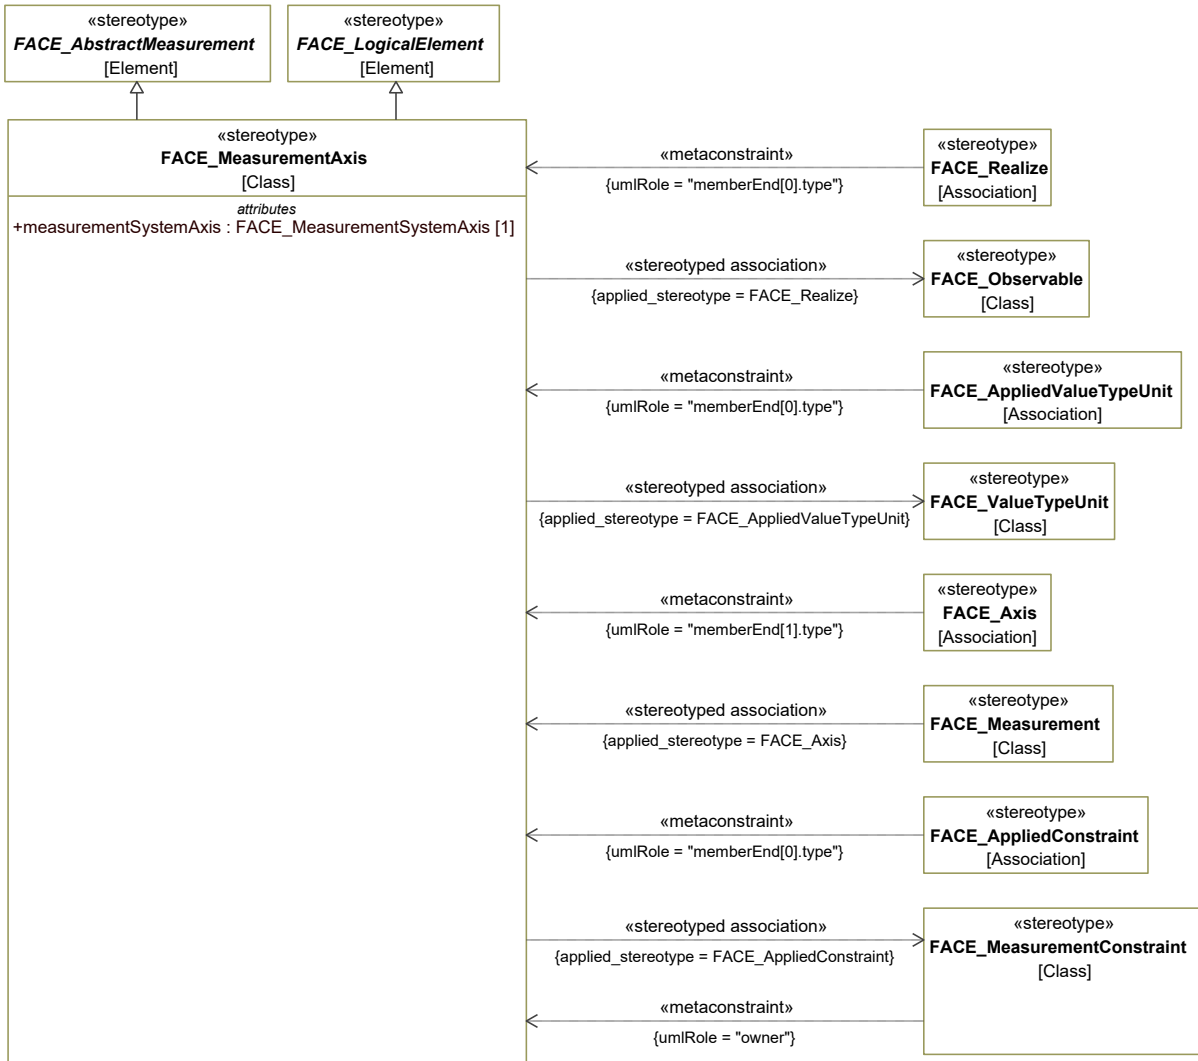 «stereotype»
FACE_AbstractMeasurement
[Element]
«stereotype»
FACE_LogicalElement
[Element]
«stereotype»
FACE_MeasurementAxis
[Class]
attributes
+measurementSystemAxis : FACE_MeasurementSystemAxis [1]
«metaconstraint»
{umlRole = "memberEnd[0].type"}
«stereotype»
FACE_Realize
[Association]
«stereotyped association»
{applied_stereotype = FACE_Realize}
«stereotype»
FACE_Observable
[Class]
«metaconstraint»
{umlRole = "memberEnd[0].type"}
«stereotype»
FACE_AppliedValueTypeUnit
[Association]
«stereotyped association»
{applied_stereotype = FACE_AppliedValueTypeUnit}
«stereotype»
FACE_ValueTypeUnit
[Class]
«metaconstraint»
{umlRole = "memberEnd[1].type"}
«stereotype»
FACE_Axis
[Association]
«stereotyped association»
{applied_stereotype = FACE_Axis}
«stereotype»
FACE_Measurement
[Class]
«metaconstraint»
{umlRole = "memberEnd[0].type"}
«stereotype»
FACE_AppliedConstraint
[Association]
«stereotyped association»
{applied_stereotype = FACE_AppliedConstraint}
«stereotype»
FACE_MeasurementConstraint
[Class]
«metaconstraint»
{umlRole = "owner"}